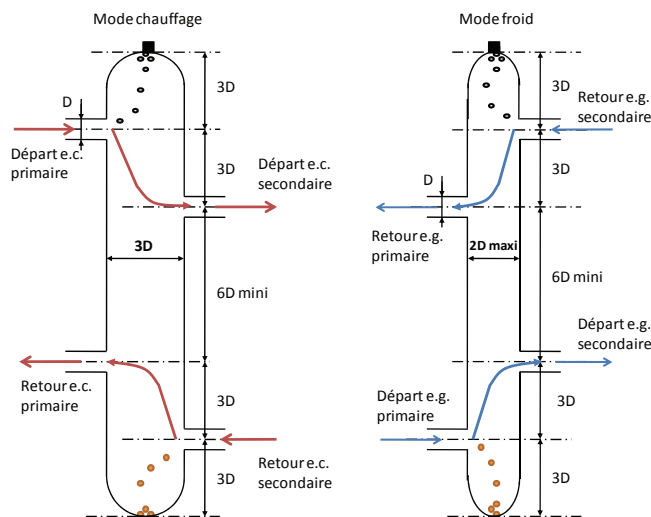 Mode chauffage
D
3D
Départ e.c.
primaire
3D
Départ e.c.
secondaire
3D
6D mini
Retour e.c.
primaire
3D
Retour e.c.
secondaire
3D
Mode froid
3D
Retour e.g.
secondaire
3D
D
Retour e.g.
primaire
2D maxi
6D mini
Départ e.g.
secondaire
Départ e.g.
primaire
3D
3D